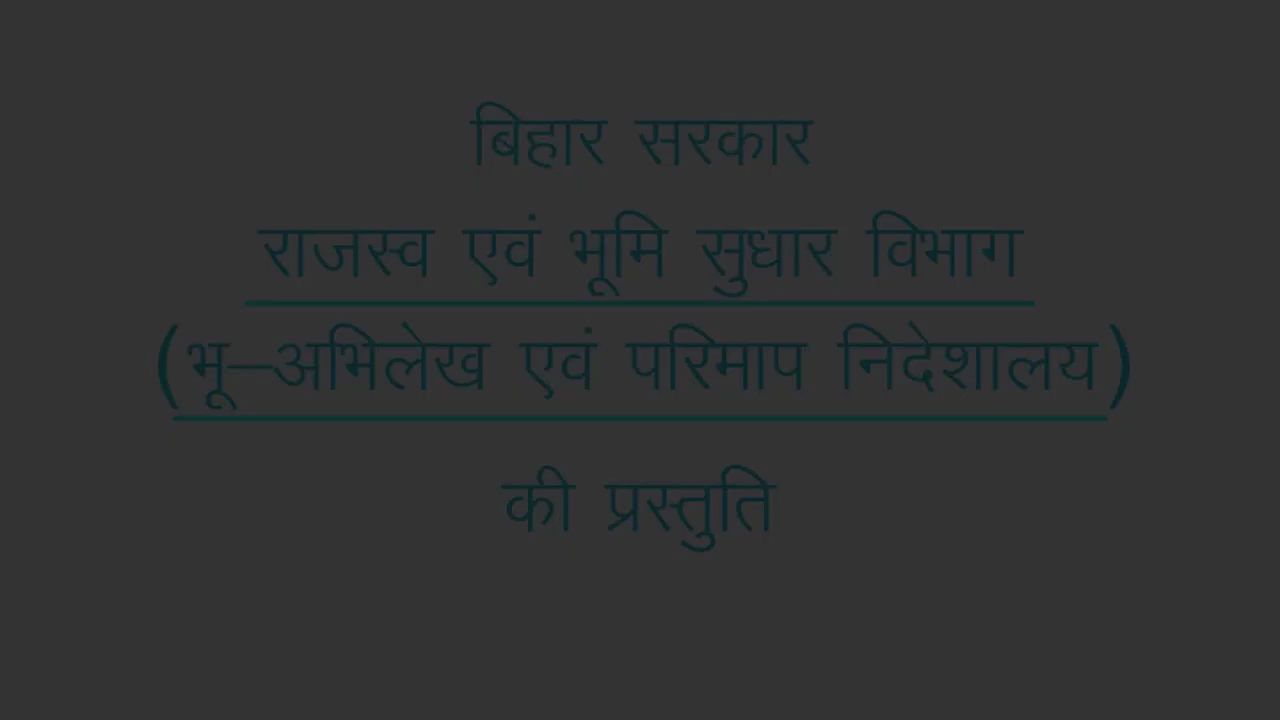 बिहार सरकार
राजस्व एवं भूमि सुधार विभाग
(भू–अभिलेख एवं परिमाप निदेशालय)
की प्रस्तुति